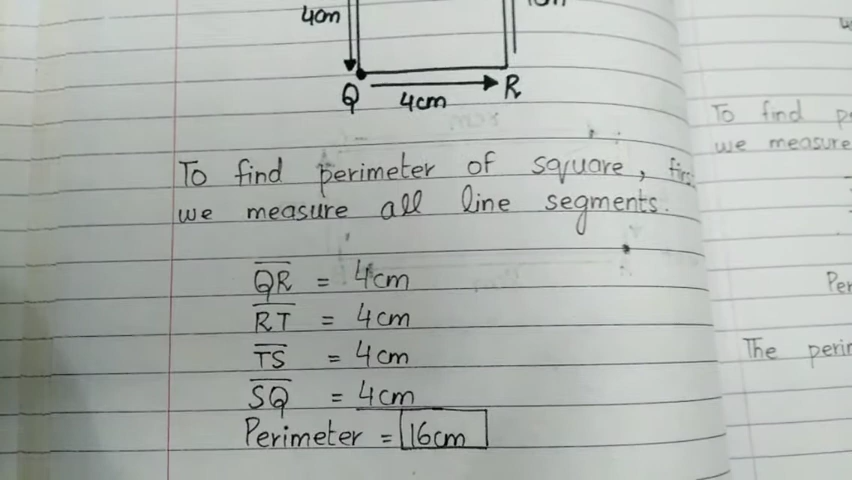 4cm
Q 4cm R
To find perimeter of square, first
we measure all line segments.
QR = 4cm
RT = 4cm
TS = 4cm
SQ = 4cm
Perimeter = 16cm
To find
we measure
The